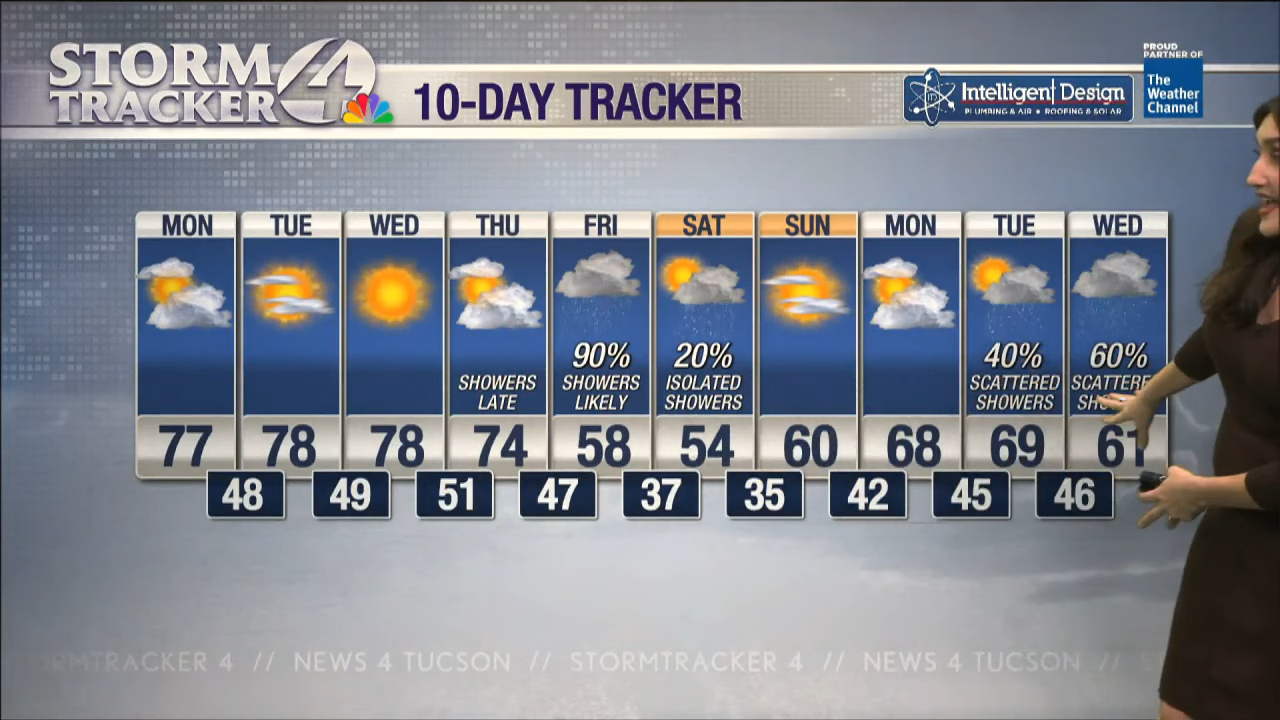 STORM
TRACKER 4
10-DAY TRACKER
Intelligent Design
PLUMBING & AIR • ROOFING & SOLAR
PROUD
PARTNER OF
The
Weather
Channel
MON TUE WED THU FRI SAT SUN MON TUE WED
90% 20% 40% 60%
SHOWERS LATE
SHOWERS LIKELY
ISOLATED SHOWERS
SCATTERED SHOWERS
77 78 78 74 58 54 60 68 69 61
48 49 51 47 37 35 42 45 46
STORMTRACKER 4 // NEWS 4 TUCSON // STORMTRACKER 4 // NEWS 4 TUCSON //